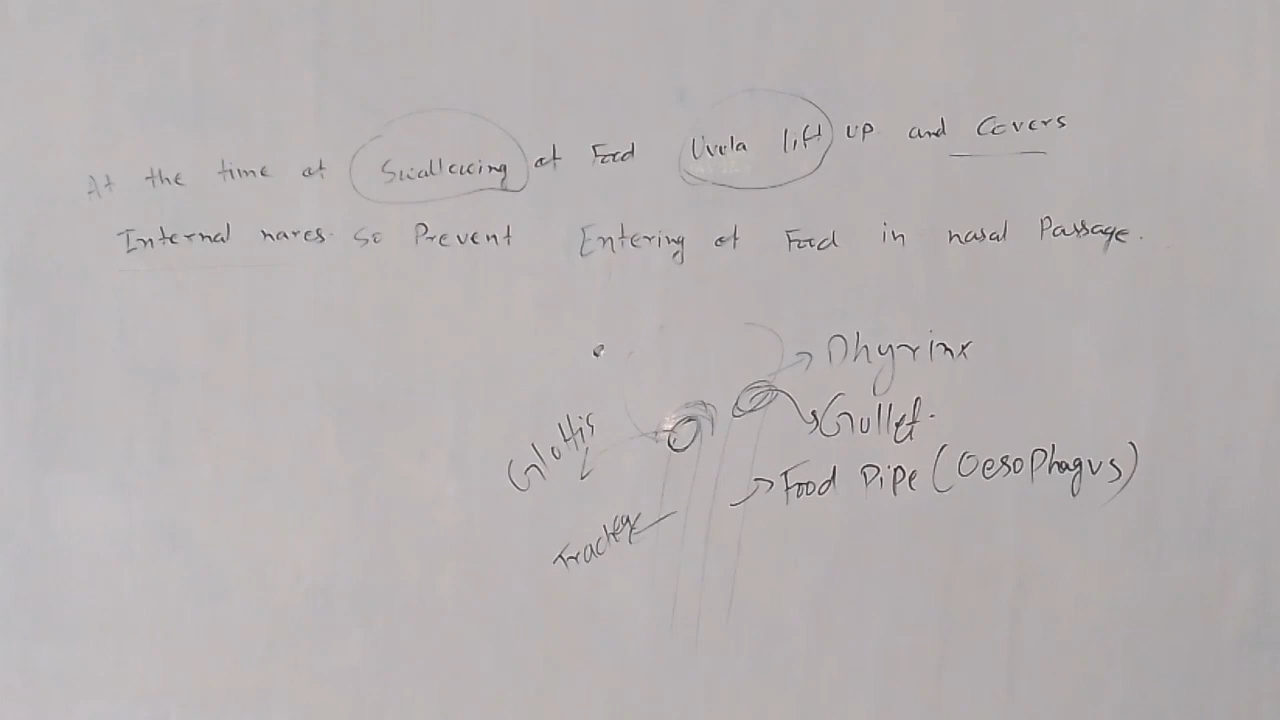 At the time of Swallowing of Food Uvula lift up and Covers
Internal nares. So Prevent Entering of Food in nasal Passage.
Phyrinx
Glottis
Gullet.
Food Pipe (Oesophagus)